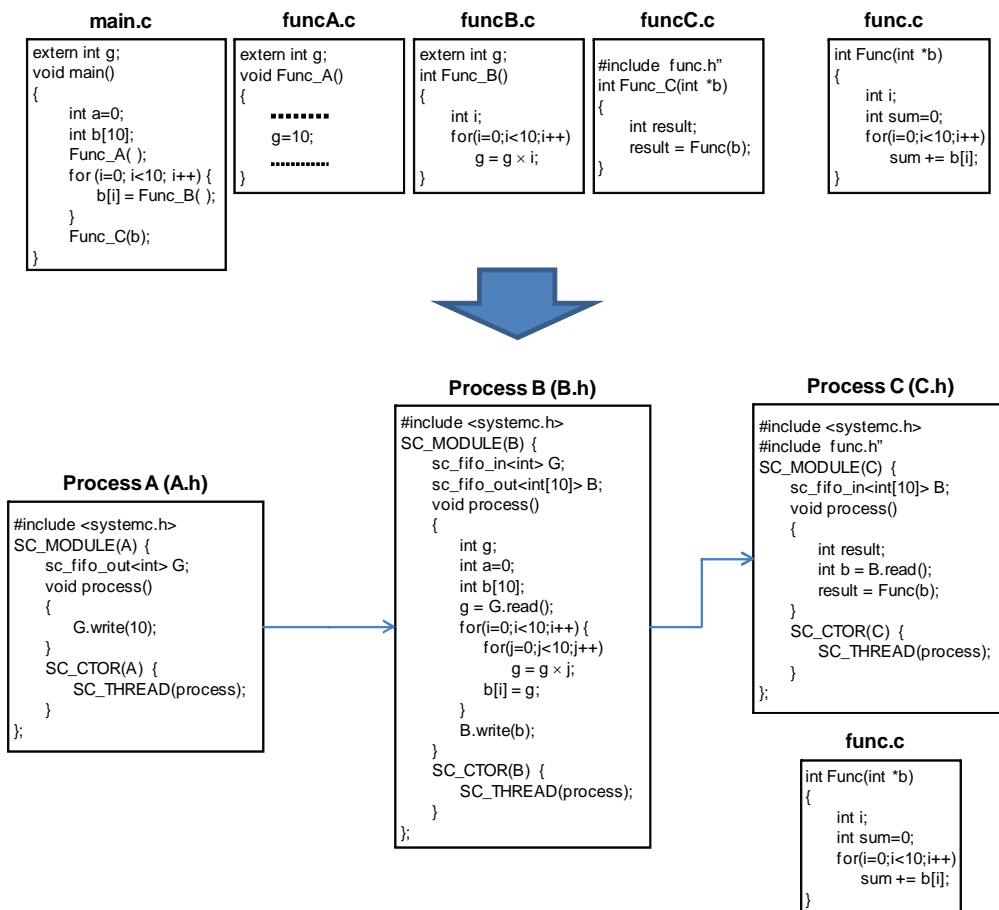 main.c
extern int g;
void main()
{
int a=0;
int b[10];
Func_A( );
for (i=0; i<10; i++) {
b[i] = Func_B( );
}
Func_C(b);
}
funcA.c
extern int g;
void Func_A()
{
g=10;
}
funcB.c
extern int g;
int Func_B()
{
int i;
for(i=0;i<10;i++)
g = g × i;
}
funcC.c
#include func.h”
int Func_C(int *b)
{
int result;
result = Func(b);
}
func.c
int Func(int *b)
{
int i;
int sum=0;
for(i=0;i<10;i++)
sum += b[i];
}
Process A (A.h)
#include <systemc.h>
SC_MODULE(A) {
sc_fifo_out<int> G;
void process()
{
G.write(10);
}
SC_CTOR(A) {
SC_THREAD(process);
}
};
Process B (B.h)
#include <systemc.h>
SC_MODULE(B) {
sc_fifo_in<int> G;
sc_fifo_out<int[10]> B;
void process()
{
int g;
int a=0;
int b[10];
g = G.read();
for(i=0;i<10;i++) {
for(j=0;j<10;j++)
g = g × j;
b[i] = g;
}
B.write(b);
}
SC_CTOR(B) {
SC_THREAD(process);
}
};
Process C (C.h)
#include <systemc.h>
#include func.h”
SC_MODULE(C) {
sc_fifo_in<int[10]> B;
void process()
{
int result;
int b = B.read();
result = Func(b);
}
SC_CTOR(C) {
SC_THREAD(process);
}
};
func.c
int Func(int *b)
{
int i;
int sum=0;
for(i=0;i<10;i++)
sum += b[i];
}